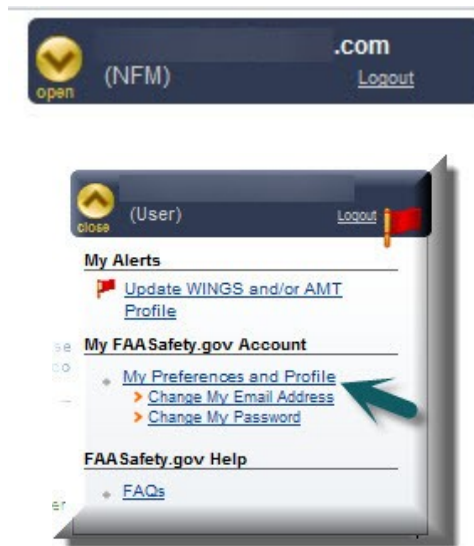 .com
(NFM)
Logout
open
(User)
Logout
close
My Alerts
Update WINGS and/or AMT
Profile
My FAASafety.gov Account
My Preferences and Profile
Change My Email Address
Change My Password
FAASafety.gov Help
FAQs